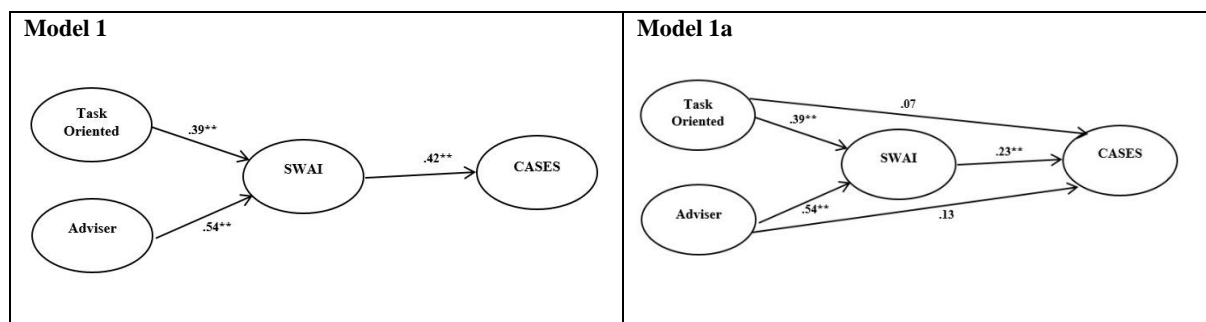 Model 1
Task
Oriented
.39**
SWAI
.42**
CASES
Adviser
.54**
Model 1a
Task
Oriented
.07
.39**
SWAI
.23**
CASES
Adviser
.54**
.13